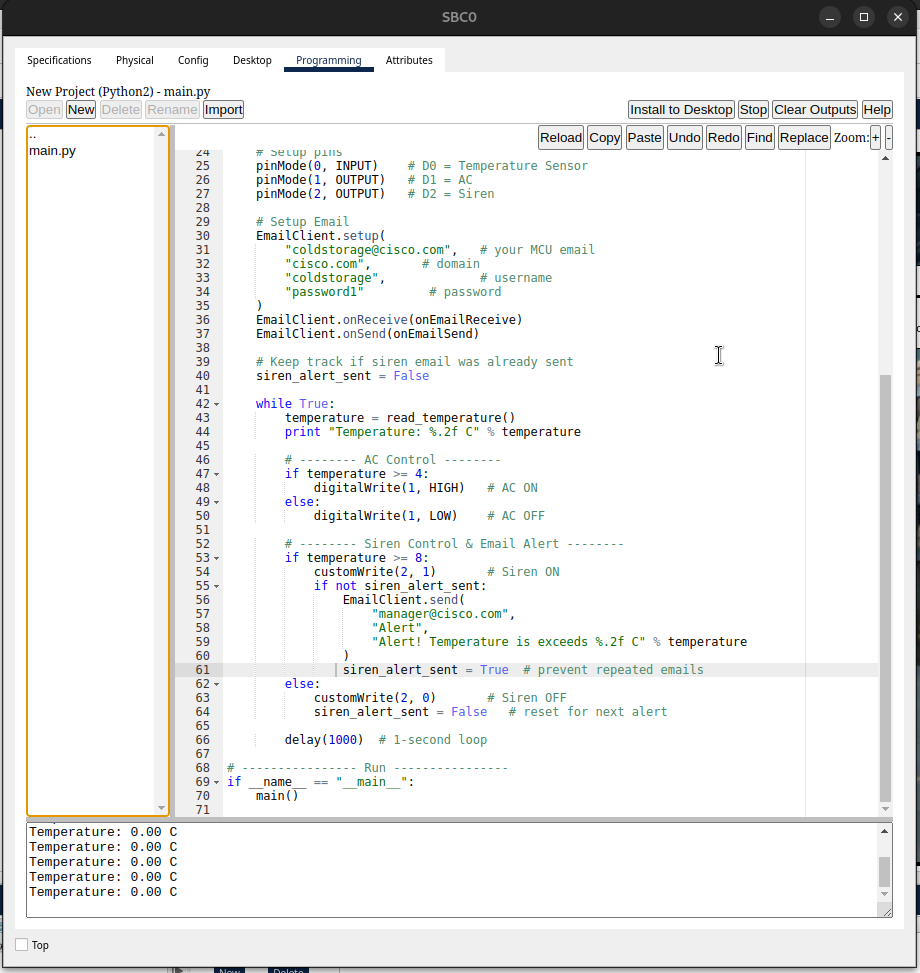 SBC0
Specifications Physical Config Desktop Programming Attributes
New Project (Python2) - main.py
Open New Delete Rename Import Install to Desktop Stop Clear Outputs Help
Reload Copy Paste Undo Redo Find Replace Zoom: + -
..
main.py
24 # Setup pins
25 pinMode(0, INPUT) # D0 = Temperature Sensor
26 pinMode(1, OUTPUT) # D1 = AC
27 pinMode(2, OUTPUT) # D2 = Siren
28
29 # Setup Email
30 EmailClient.setup(
31 "coldstorage@cisco.com", # your MCU email
32 "cisco.com", # domain
33 "coldstorage", # username
34 "password1" # password
35 )
36 EmailClient.onReceive(onEmailReceive)
37 EmailClient.onSend(onEmailSend)
38
39 # Keep track if siren email was already sent
40 siren_alert_sent = False
41
42 while True:
43 temperature = read_temperature()
44 print "Temperature: %.2f C" % temperature
45
46 # -------- AC Control --------
47 if temperature >= 4:
48 digitalWrite(1, HIGH) # AC ON
49 else:
50 digitalWrite(1, LOW) # AC OFF
51
52 # -------- Siren Control & Email Alert --------
53 if temperature >= 8:
54 customWrite(2, 1) # Siren ON
55 if not siren_alert_sent:
56 EmailClient.send(
57 "manager@cisco.com",
58 "Alert",
59 "Alert! Temperature is exceeds %.2f C" % temperature
60 )
61 siren_alert_sent = True # prevent repeated emails
62 else:
63 customWrite(2, 0) # Siren OFF
64 siren_alert_sent = False # reset for next alert
65
66 delay(1000) # 1-second loop
67
68 # ---------------- Run ----------------
69 if __name__ == "__main__":
70 main()
71
Temperature: 0.00 C
Temperature: 0.00 C
Temperature: 0.00 C
Temperature: 0.00 C
Temperature: 0.00 C
Top
New Delete